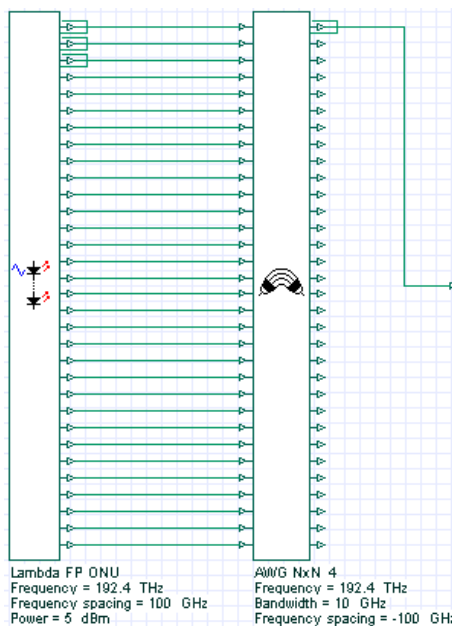 Lambda FP ONU
Frequency = 192.4 THz
Frequency spacing = 100 GHz
Power = 5 dBm
AWG NxN 4
Frequency = 192.4 THz
Bandwidth = 10 GHz
Frequency spacing = -100 GHz